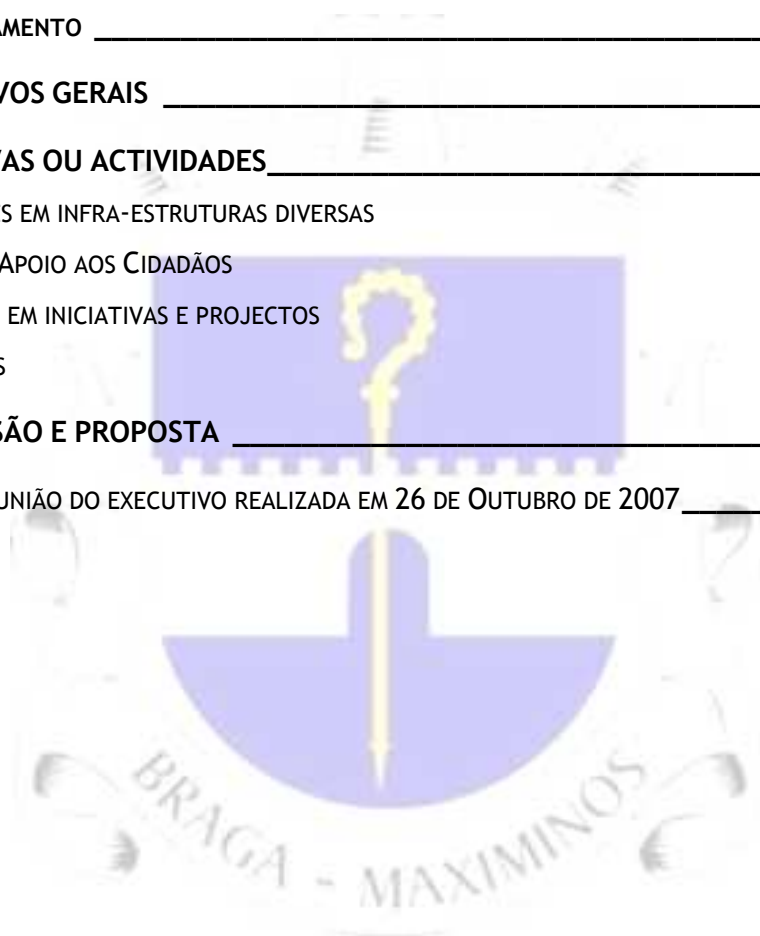 AMENTO
VOS GERAIS
VAS OU ACTIVIDADES
S EM INFRA-ESTRUTURAS DIVERSAS
APOIO AOS CIDADÃOS
EM INICIATIVAS E PROJECTOS
S
SÃO E PROPOSTA
UNIÃO DO EXECUTIVO REALIZADA EM 26 DE OUTUBRO DE 2007
BRAGA - MAXIMINOS